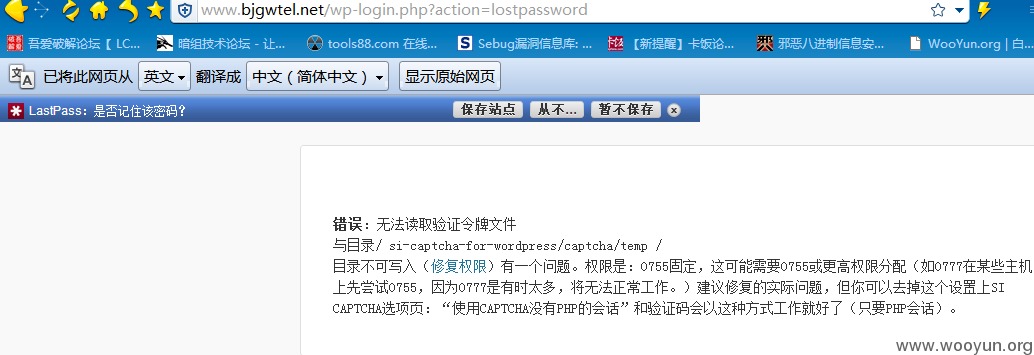 www.bjgwtel.net/wp-login.php?action=lostpassword
吾爱破解论坛【 LC... 暗组技术论坛 - 让... tools88.com 在线... Sebug漏洞信息库: ... 【新提醒】卡饭论... 邪恶八进制信息安... WooYun.org | 白...
已将此网页从 英文 翻译成 中文（简体中文） 显示原始网页
LastPass：是否记住该密码？ 保存站点 从不... 暂不保存
错误：无法读取验证令牌文件
与目录/ si-captcha-for-wordpress/captcha/temp /
目录不可写入（修复权限）有一个问题。权限是：0755固定，这可能需要0755或更高权限分配（如0777在某些主机
上先尝试0755，因为0777是有时太多，将无法正常工作。）建议修复的实际问题，但你可以去掉这个设置上SI
CAPTCHA选项页：“使用CAPTCHA没有PHP的会话”和验证码会以这种方式工作就好了（只要PHP会话）。
www.wooyun.org